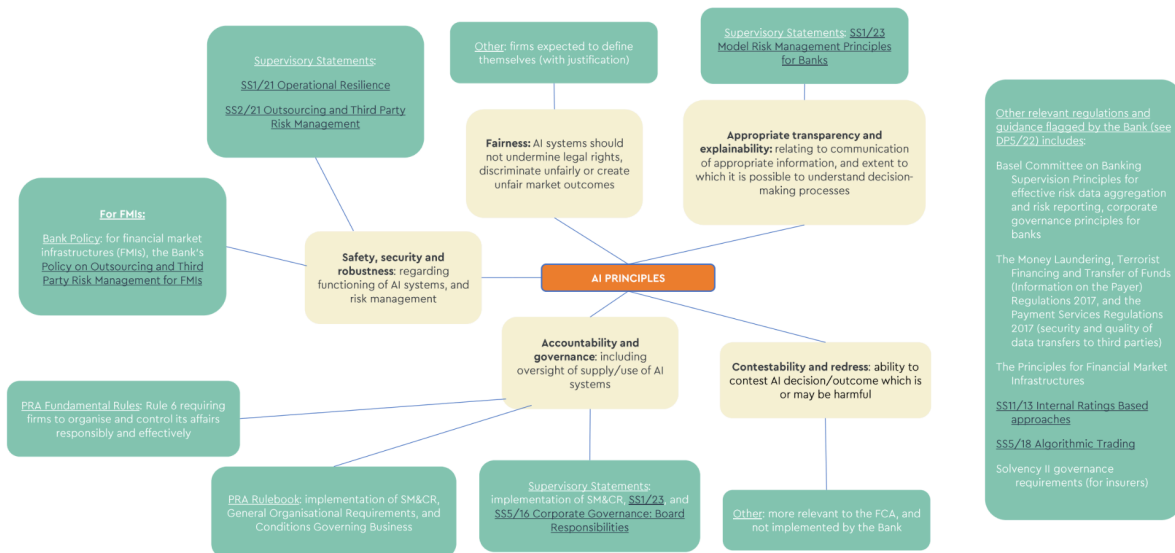 Supervisory Statements:
SS1/21 Operational Resilience
SS2/21 Outsourcing and Third Party
Risk Management
Other: firms expected to define
themselves (with justification)
Supervisory Statements: SS1/23
Model Risk Management Principles
for Banks
Fairness: AI systems should
not undermine legal rights,
discriminate unfairly or create
unfair market outcomes
Appropriate transparency and
explainability: relating to communication
of appropriate information, and extent to
which it is possible to understand decision-
making processes
For FMIs:
Bank Policy: for financial market
infrastructures (FMIs), the Bank's
Policy on Outsourcing and Third
Party Risk Management for FMIs
Safety, security and
robustness: regarding
functioning of AI systems, and
risk management
AI PRINCIPLES
Accountability and
governance: including
oversight of supply/use of AI
systems
Contestability and redress: ability to
contest AI decision/outcome which is
or may be harmful
PRA Fundamental Rules: Rule 6 requiring
firms to organise and control its affairs
responsibly and effectively
PRA Rulebook: implementation of SM&CR,
General Organisational Requirements, and
Conditions Governing Business
Supervisory Statements:
implementation of SM&CR, SS1/23, and
SS5/16 Corporate Governance: Board
Responsibilities
Other: more relevant to the FCA, and
not implemented by the Bank
Other relevant regulations and
guidance flagged by the Bank (see
DP5/22) includes:
Basel Committee on Banking
Supervision Principles for
effective risk data aggregation
and risk reporting, corporate
governance principles for
banks
The Money Laundering, Terrorist
Financing and Transfer of Funds
(Information on the Payer)
Regulations 2017, and the
Payment Services Regulations
2017 (security and quality of
data transfers to third parties)
The Principles for Financial Market
Infrastructures
SS11/13 Internal Ratings Based
approaches
SS5/18 Algorithmic Trading
Solvency II governance
requirements (for insurers)